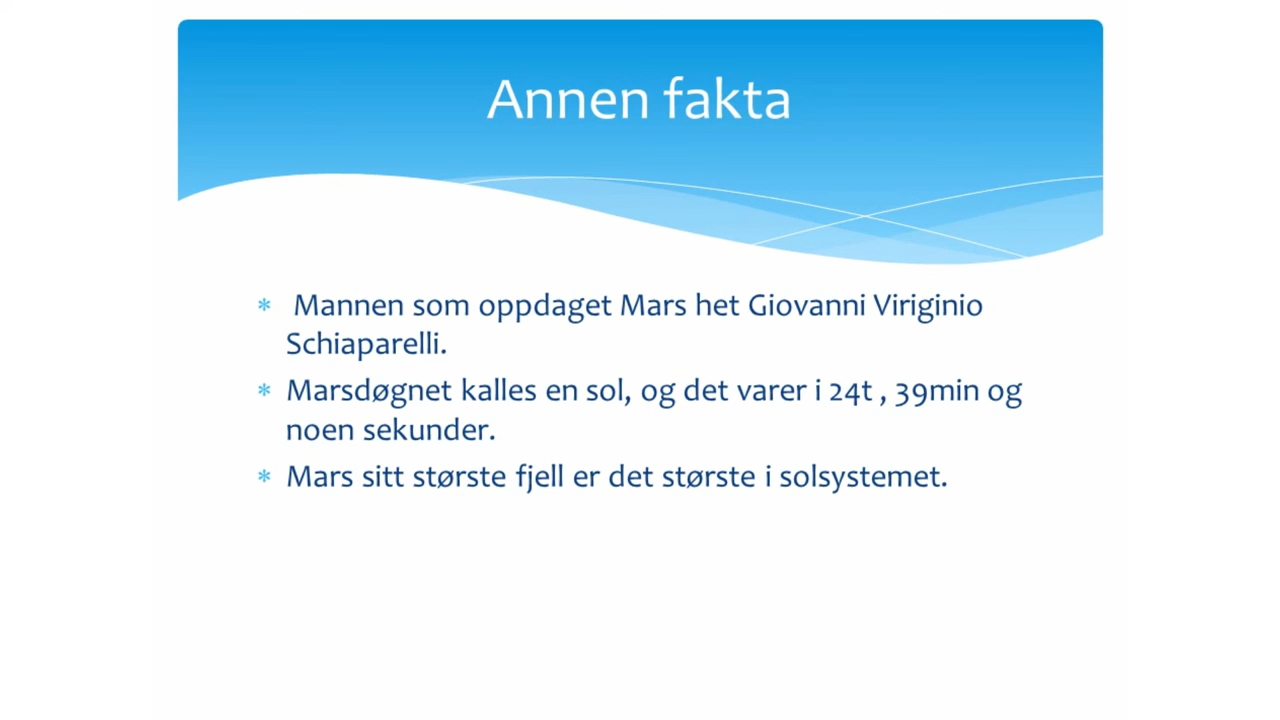 Annen fakta
* Mannen som oppdaget Mars het Giovanni Viriginio
Schiaparelli.
* Marsdøgnet kalles en sol, og det varer i 24t , 39min og
noen sekunder.
* Mars sitt største fjell er det største i solsystemet.